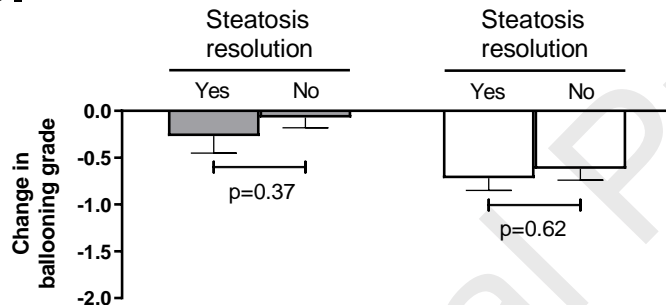 Steatosis
resolution
Steatosis
resolution
Yes No
Yes No
Change in
ballooning grade
0.0
-0.5
-1.0
-1.5
-2.0
p=0.37
p=0.62